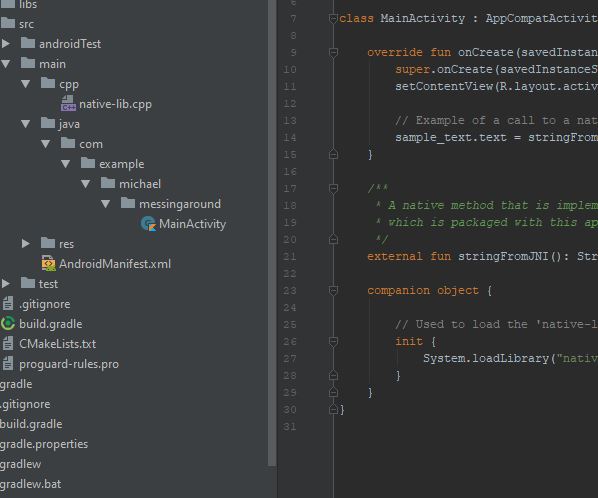 libs
src
androidTest
main
cpp
native-lib.cpp
java
com
example
michael
messingaround
MainActivity
res
AndroidManifest.xml
test
.gitignore
build.gradle
CMakeLists.txt
proguard-rules.pro
gradle
.gitignore
build.gradle
gradle.properties
gradlew
gradlew.bat
7 class MainActivity : AppCompatActivit
8
9 override fun onCreate(savedInstan
10 super.onCreate(savedInstanceS
11 setContentView(R.layout.activ
12
13 // Example of a call to a nat
14 sample_text.text = stringFrom
15 }
16
17 /**
18 * A native method that is implem
19 * which is packaged with this ap
20 */
21 external fun stringFromJNI(): Str
22
23 companion object {
24
25 // Used to load the 'native-l
26 init {
27 System.loadLibrary("nativ
28 }
29 }
30 }
31